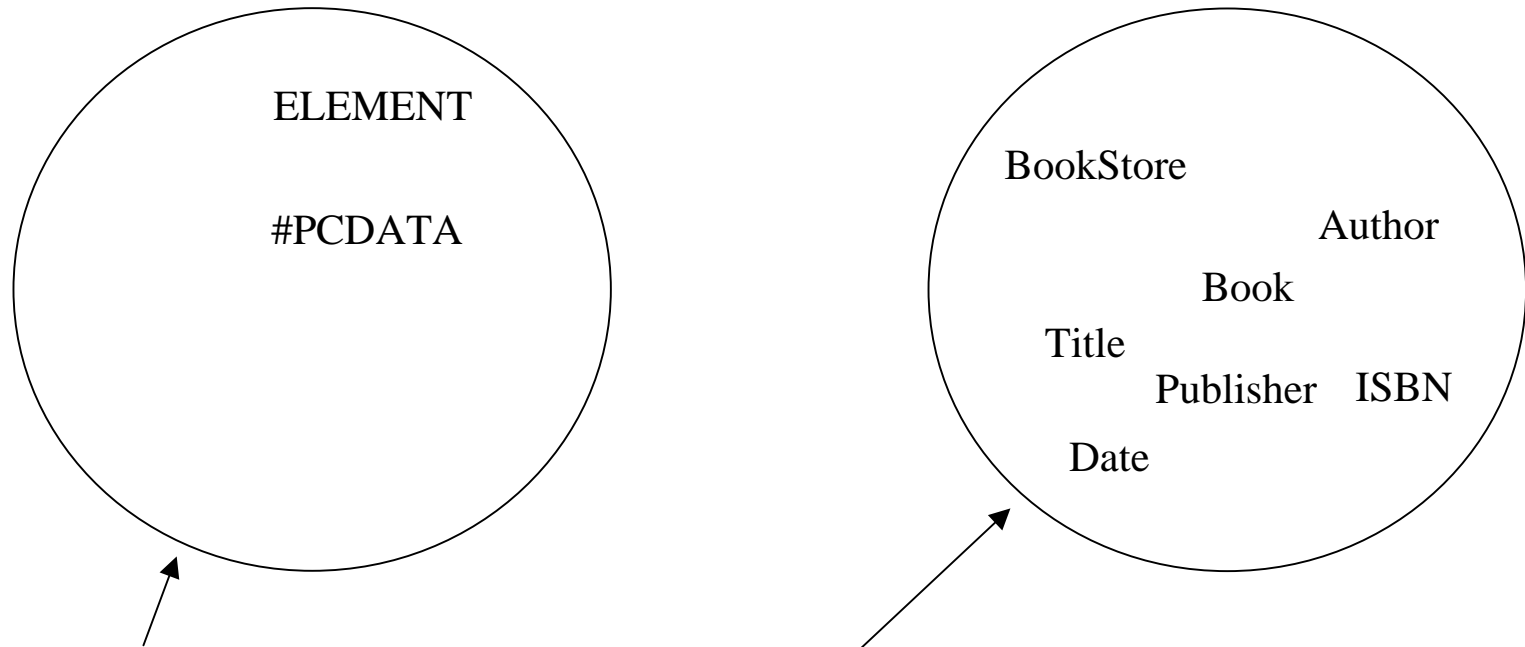 ELEMENT
#PCDATA
BookStore
Author
Book
Title
Publisher ISBN
Date